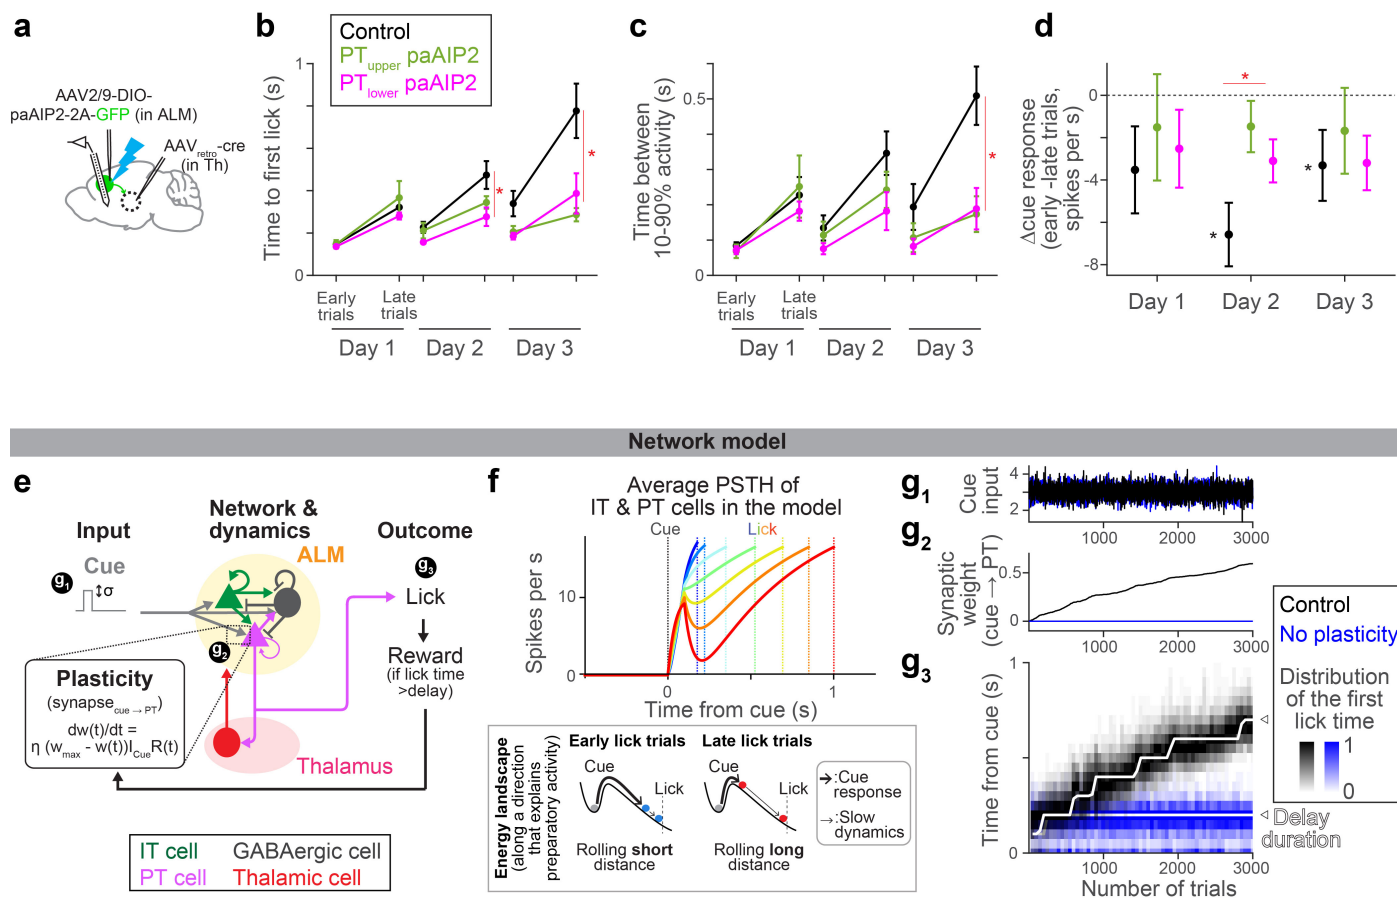 a
AAV2/9-DIO-
paAIP2-2A-GFP (in ALM)
AAVretro-cre
(in Th)
b
Control
PTupper paAIP2
PTlower paAIP2
Time to first lick (s)
1
0
Early
trials
Late
trials
Day 1
Day 2
Day 3
*
*
c
Time between
10-90% activity (s)
0.5
0
Early
trials
Late
trials
Day 1
Day 2
Day 3
*
d
Δcue response
(early -late trials,
spikes per s)
0
-4
-8
*
*
*
Day 1
Day 2
Day 3
Network model
e
Input
Network &
dynamics
Outcome
Cue
g1
σ
ALM
g3
Lick
g2
Reward
(if lick time
>delay)
Plasticity
(synapsecue → PT)
dw(t)/dt =
η (wmax - w(t))ICueR(t)
Thalamus
IT cell
GABAergic cell
PT cell
Thalamic cell
f
Average PSTH of
IT & PT cells in the model
Cue
Lick
Spikes per s
10
0
0
1
Time from cue (s)
Energy landscape
(along a direction
that explains
preparatory activity)
Early lick trials
Late lick trials
Cue
Lick
Cue
Lick
Rolling short
distance
Rolling long
distance
→:Cue
response
→:Slow
dynamics
g1
Cue
input
4
2
1000
2000
3000
g2
Synaptic
weight
(cue → PT)
0.5
0
1000
2000
3000
g3
Time from cue (s)
1
0
1000
2000
3000
Number of trials
Control
No plasticity
Distribution
of the first
lick time
1
0
Delay
duration